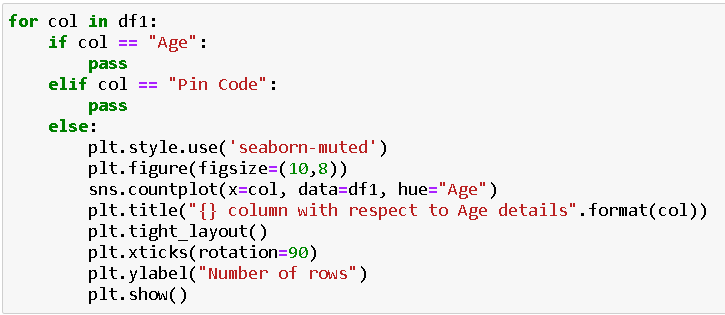 for col in df1:
    if col == "Age":
        pass
    elif col == "Pin Code":
        pass
    else:
        plt.style.use('seaborn-muted')
        plt.figure(figsize=(10,8))
        sns.countplot(x=col, data=df1, hue="Age")
        plt.title("{} column with respect to Age details".format(col))
        plt.tight_layout()
        plt.xticks(rotation=90)
        plt.ylabel("Number of rows")
        plt.show()